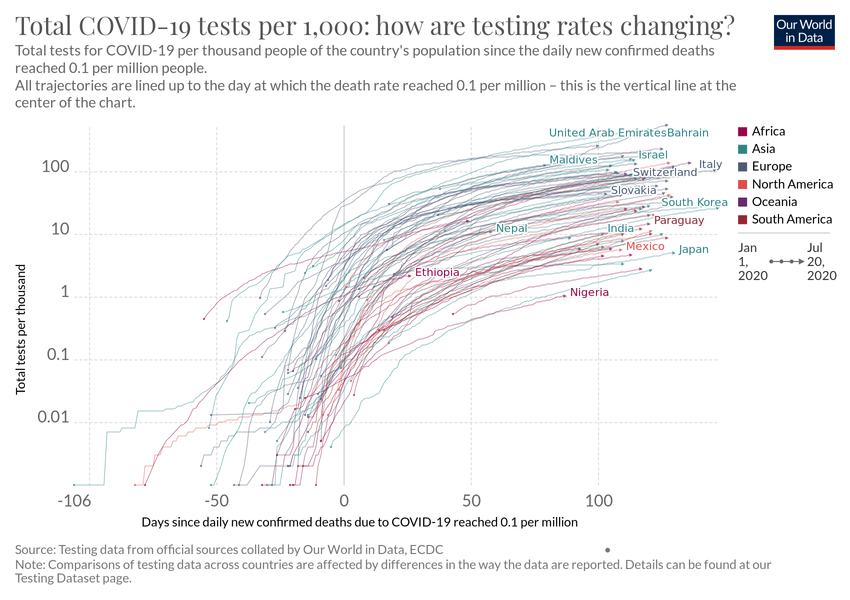 Total COVID-19 tests per 1,000: how are testing rates changing?
Our World
in Data
Total tests for COVID-19 per thousand people of the country's population since the daily new confirmed deaths
reached 0.1 per million people.
All trajectories are lined up to the day at which the death rate reached 0.1 per million – this is the vertical line at the
center of the chart.
United Arab Emirates
Bahrain
Maldives
Israel
Italy
Switzerland
Slovakia
South Korea
Paraguay
Nepal
India
Mexico
Japan
Ethiopia
Nigeria
Africa
Asia
Europe
North America
Oceania
South America
Jan
1,
2020
Jul
20,
2020
Total tests per thousand
100
10
1
0.1
0.01
-106
-50
0
50
100
Days since daily new confirmed deaths due to COVID-19 reached 0.1 per million
Source: Testing data from official sources collated by Our World in Data, ECDC
Note: Comparisons of testing data across countries are affected by differences in the way the data are reported. Details can be found at our
Testing Dataset page.